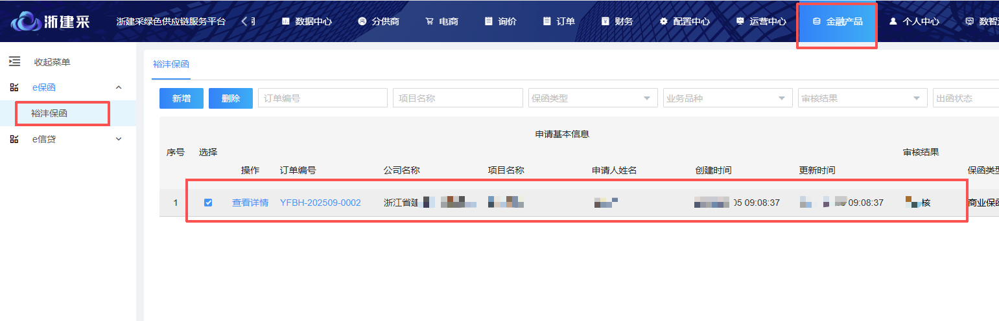 浙建采 浙建采绿色供应链服务平台 数据中心 分供商 电商 询价 订单 财务 配置中心 运营中心 金融产品 个人中心 数智
收起菜单
e保函
裕沣保函
e信贷
裕沣保函
新增 删除 订单编号 项目名称 保函类型 业务品种 审核结果 出函状态
申请基本信息
序号 选择 审核结果
操作 订单编号 公司名称 项目名称 申请人姓名 创建时间 更新时间 保函类型
1 查看详情 YFBH-202509-0002 浙江省建 05 09:08:37 09:08:37 核 商业保函